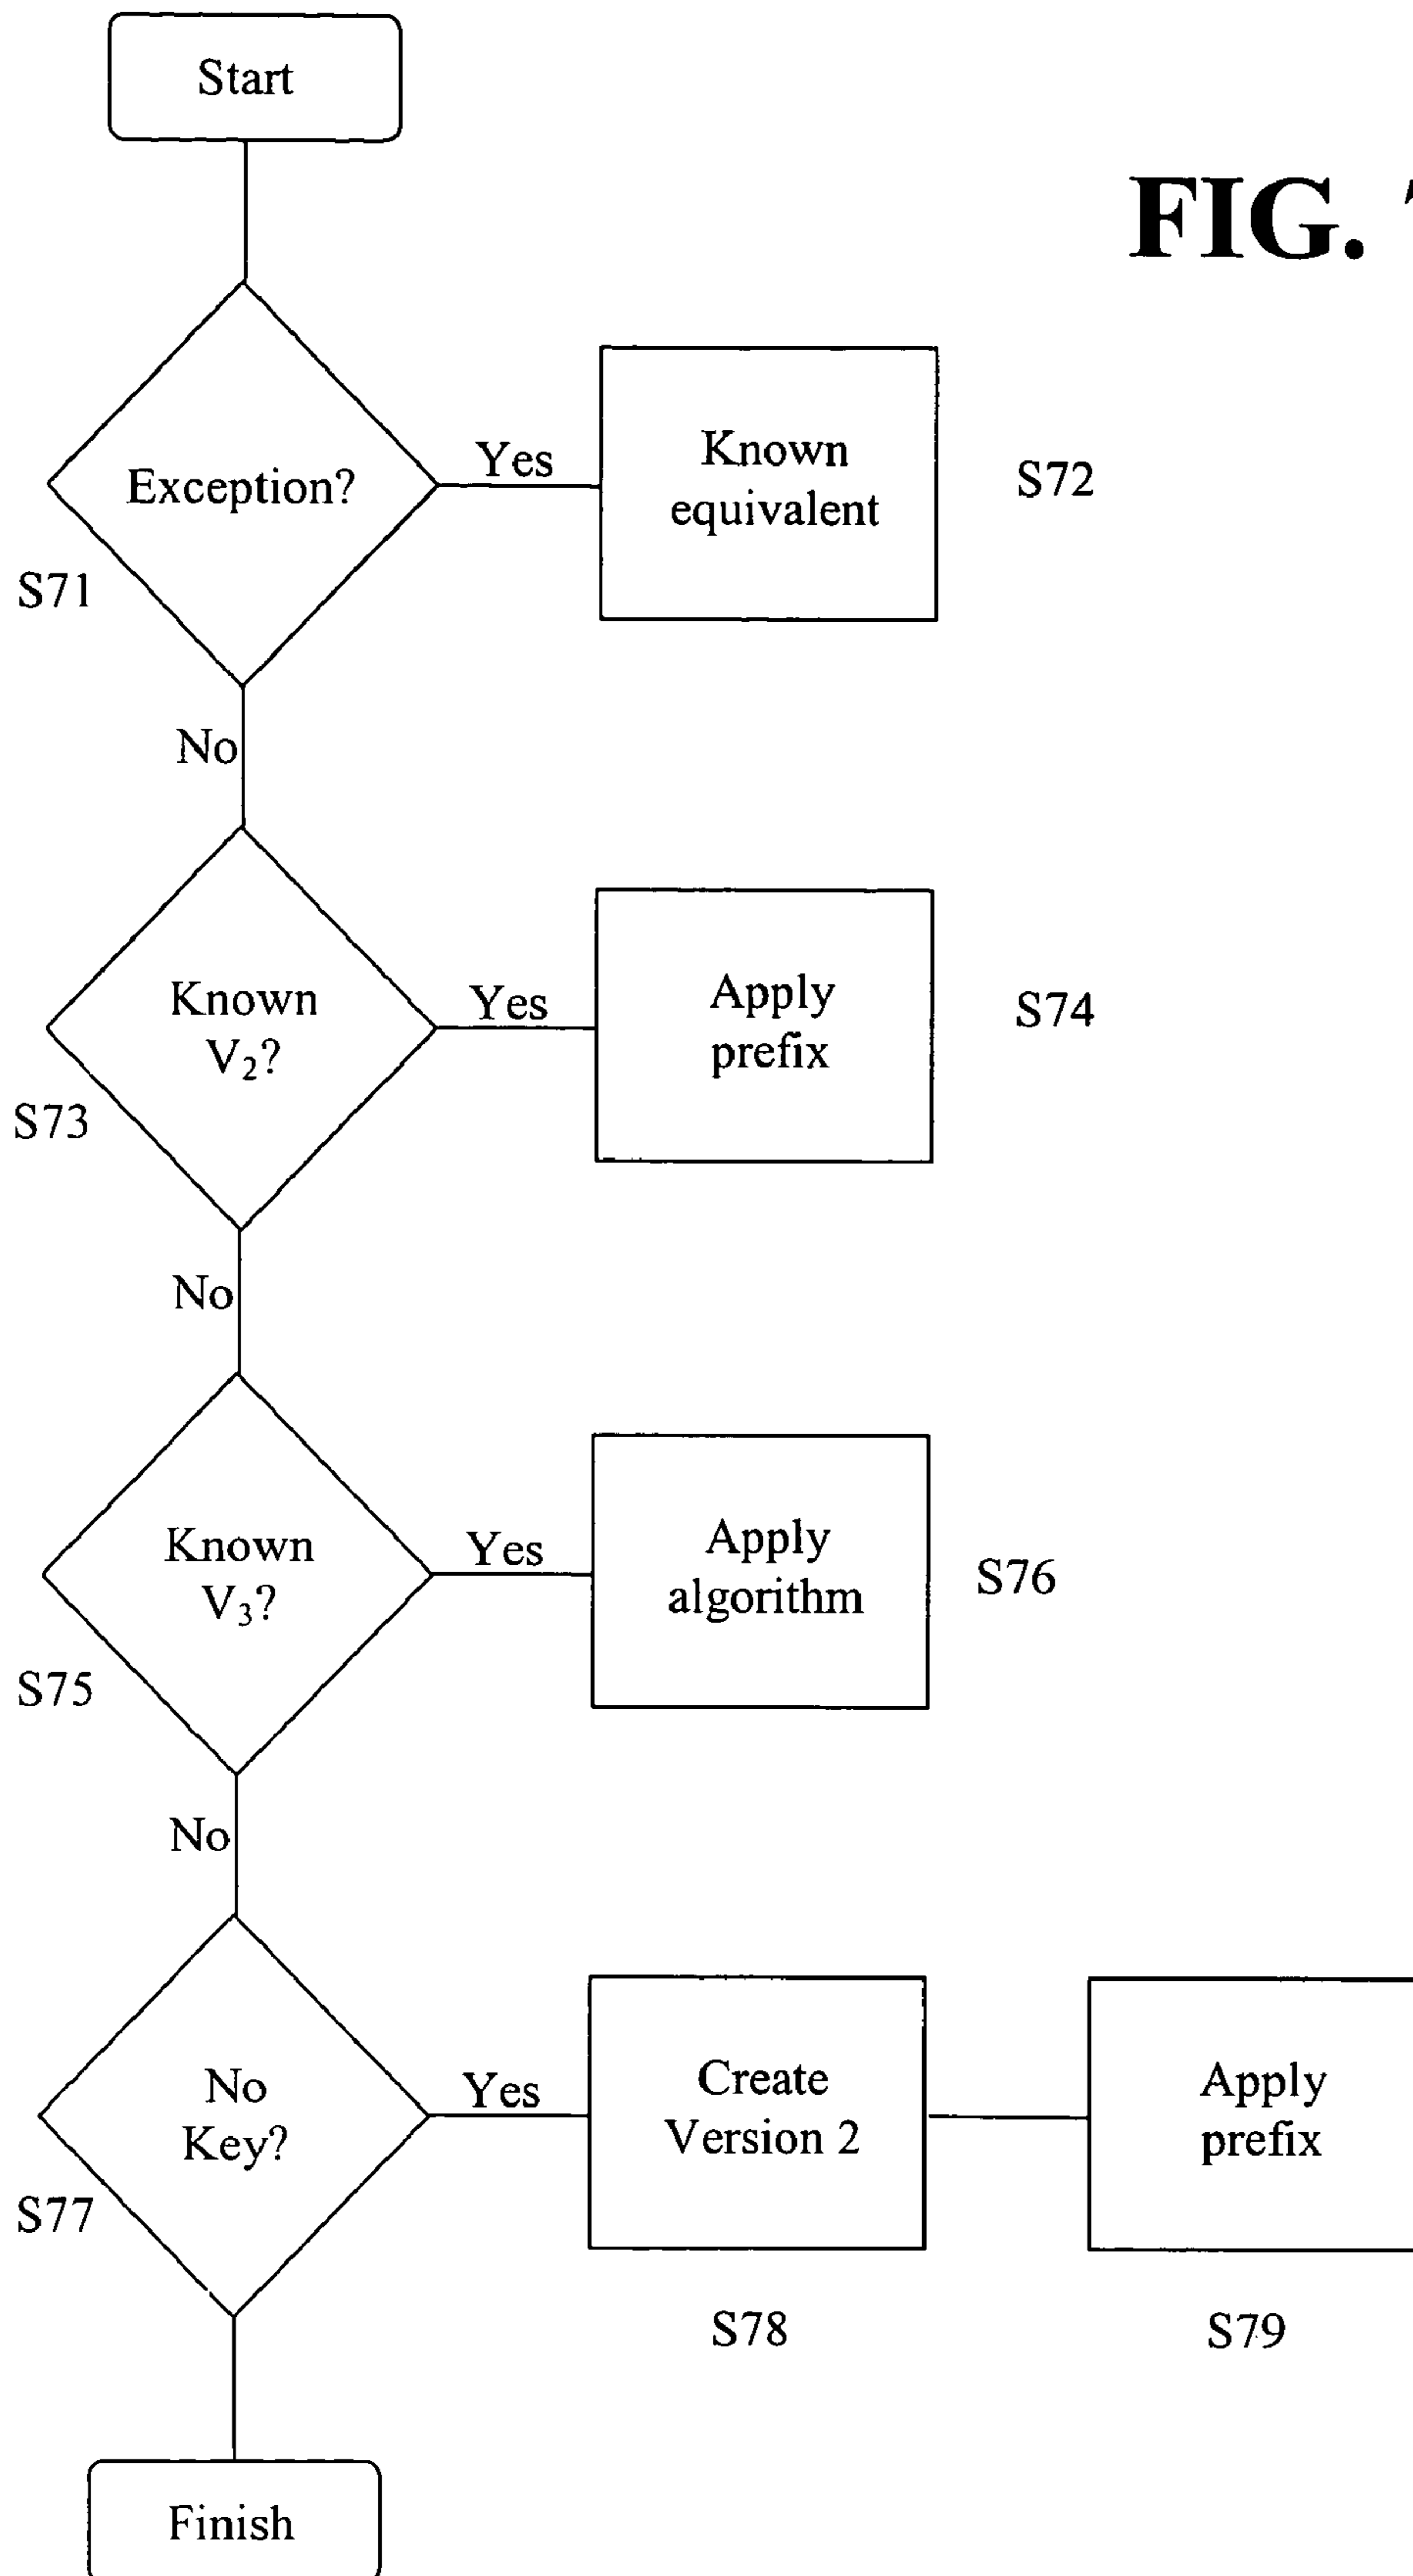 Start
FIG.
Exception?
Yes
Known
equivalent
S72
S71
No
Known
V₂?
Yes
Apply
prefix
S74
S73
No
Known
V₃?
Yes
Apply
algorithm
S76
S75
No
No
Key?
Yes
Create
Version 2
Apply
prefix
S77
S78
S79
Finish